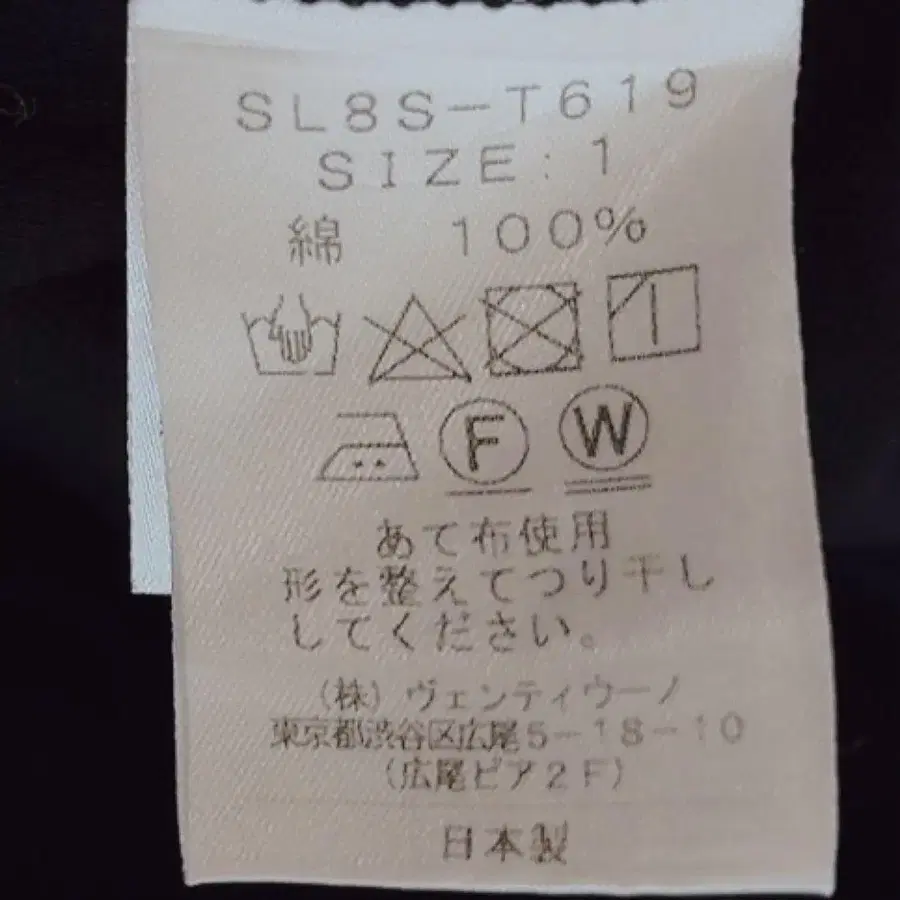 SL8S-T619
SIZE:1
綿 100%
F W
あて布使用
形を整えてつり干し
してください。
(株)ヴェンティウーノ
東京都渋谷区広尾5-18-10
(広尾ピア2F)
日本製